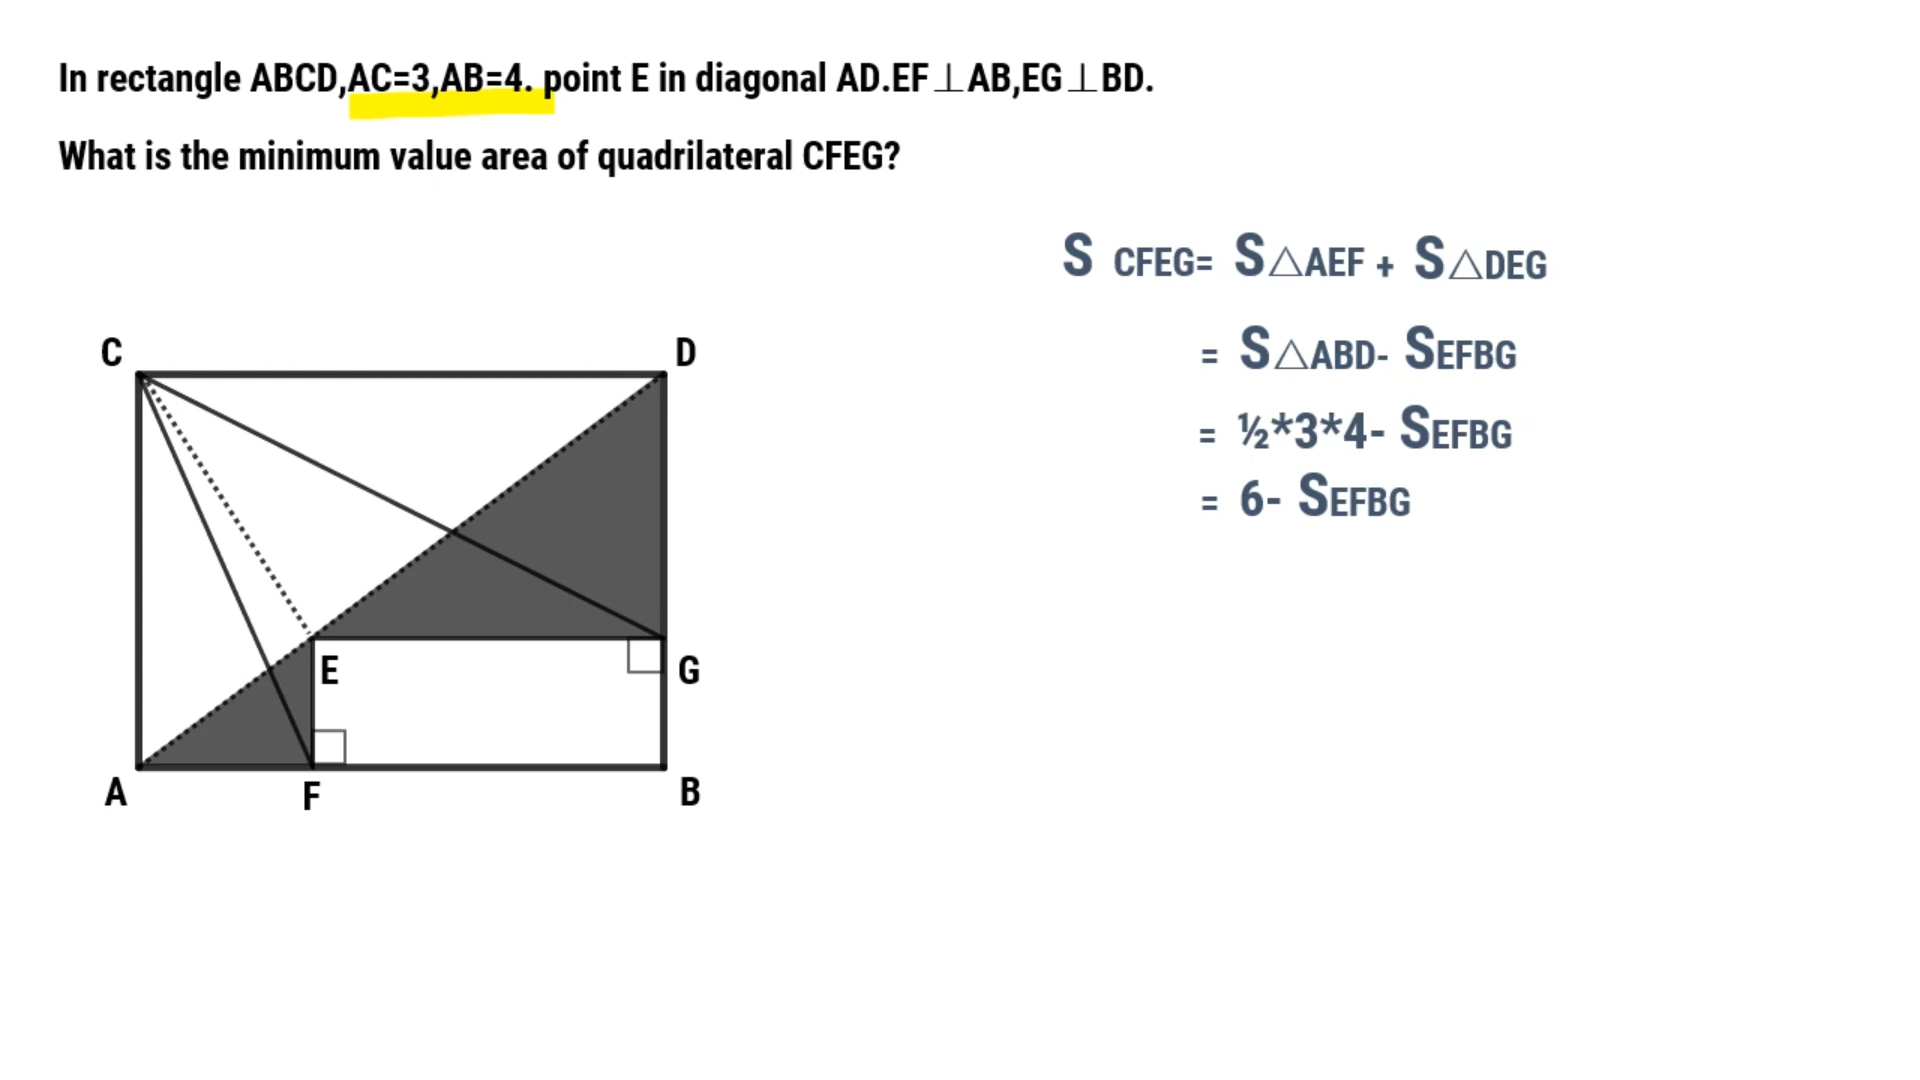 In rectangle ABCD,AC=3,AB=4. point E in diagonal AD.EF⊥AB,EG⊥BD.
What is the minimum value area of quadrilateral CFEG?
S CFEG= S△AEF + S△DEG
= S△ABD- SEFBG
= ½*3*4- SEFBG
= 6- SEFBG
C
D
E
G
A
F
B